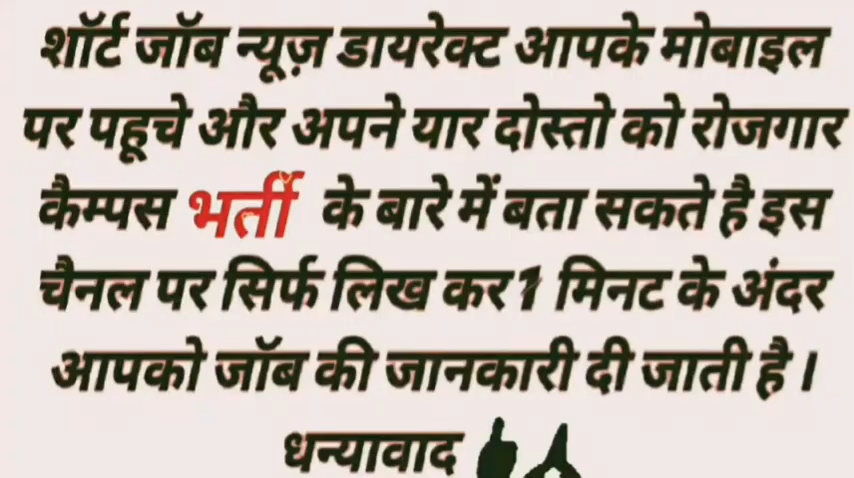 शॉर्ट जॉब न्यूज़ डायरेक्ट आपके मोबाइल
पर पहूचे और अपने यार दोस्तो को रोजगार
कैम्पस भर्ती के बारे में बता सकते है इस
चैनल पर सिर्फ लिख कर 1 मिनट के अंदर
आपको जॉब की जानकारी दी जाती है ।
धन्यावाद